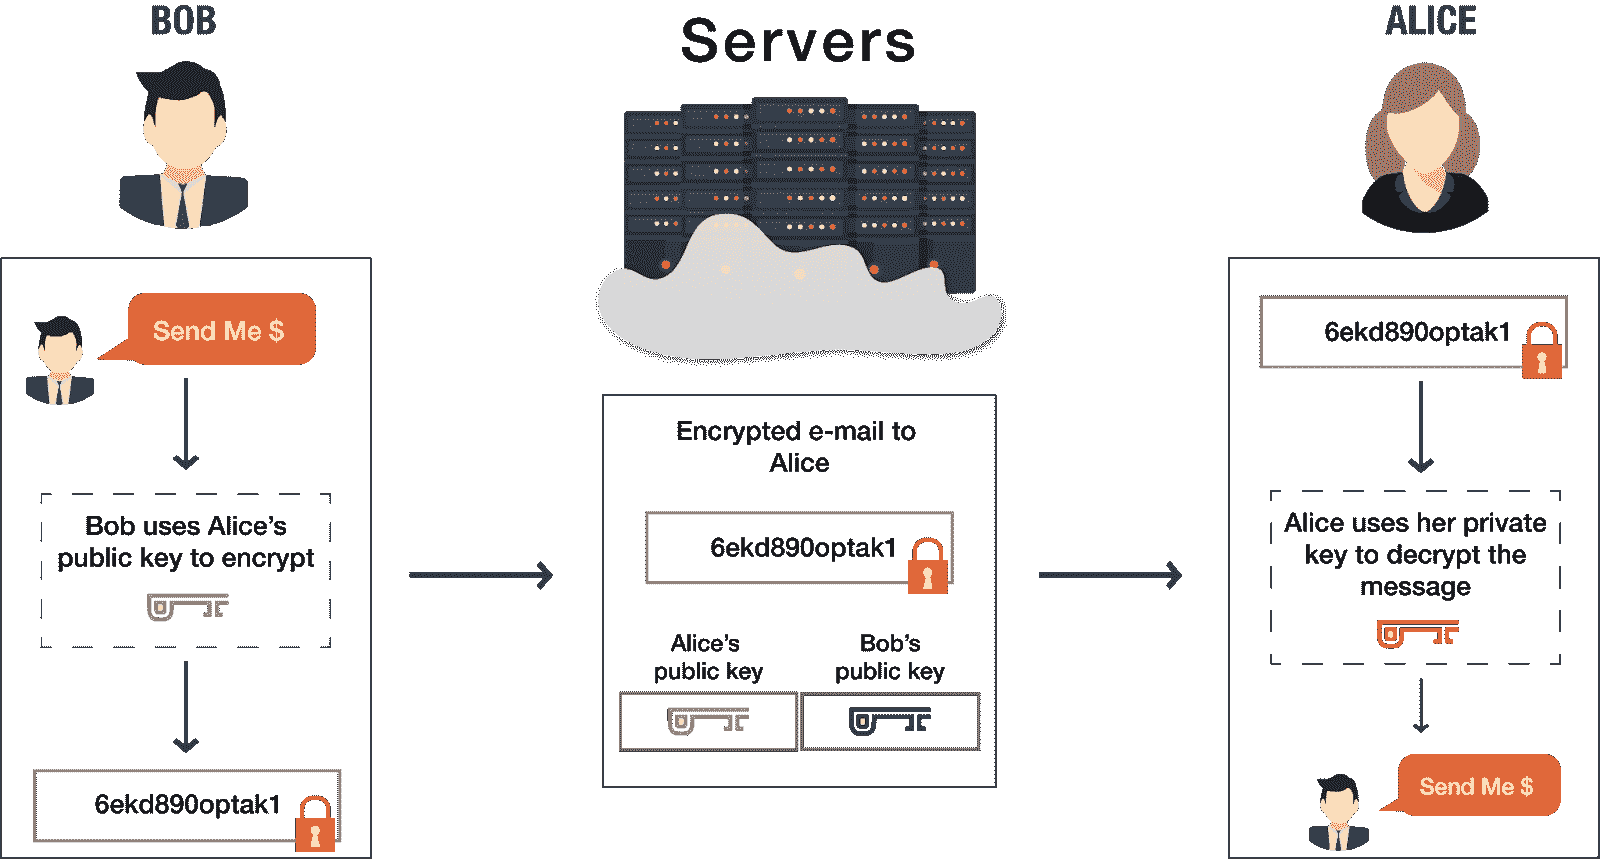 BOB
Servers
ALICE
Send Me $
Bob uses Alice's
public key to encrypt
6ekd890optak1
Encrypted e-mail to
Alice
6ekd890optak1
Alice's
public key
Bob's
public key
6ekd890optak1
Alice uses her private
key to decrypt the
message
Send Me $